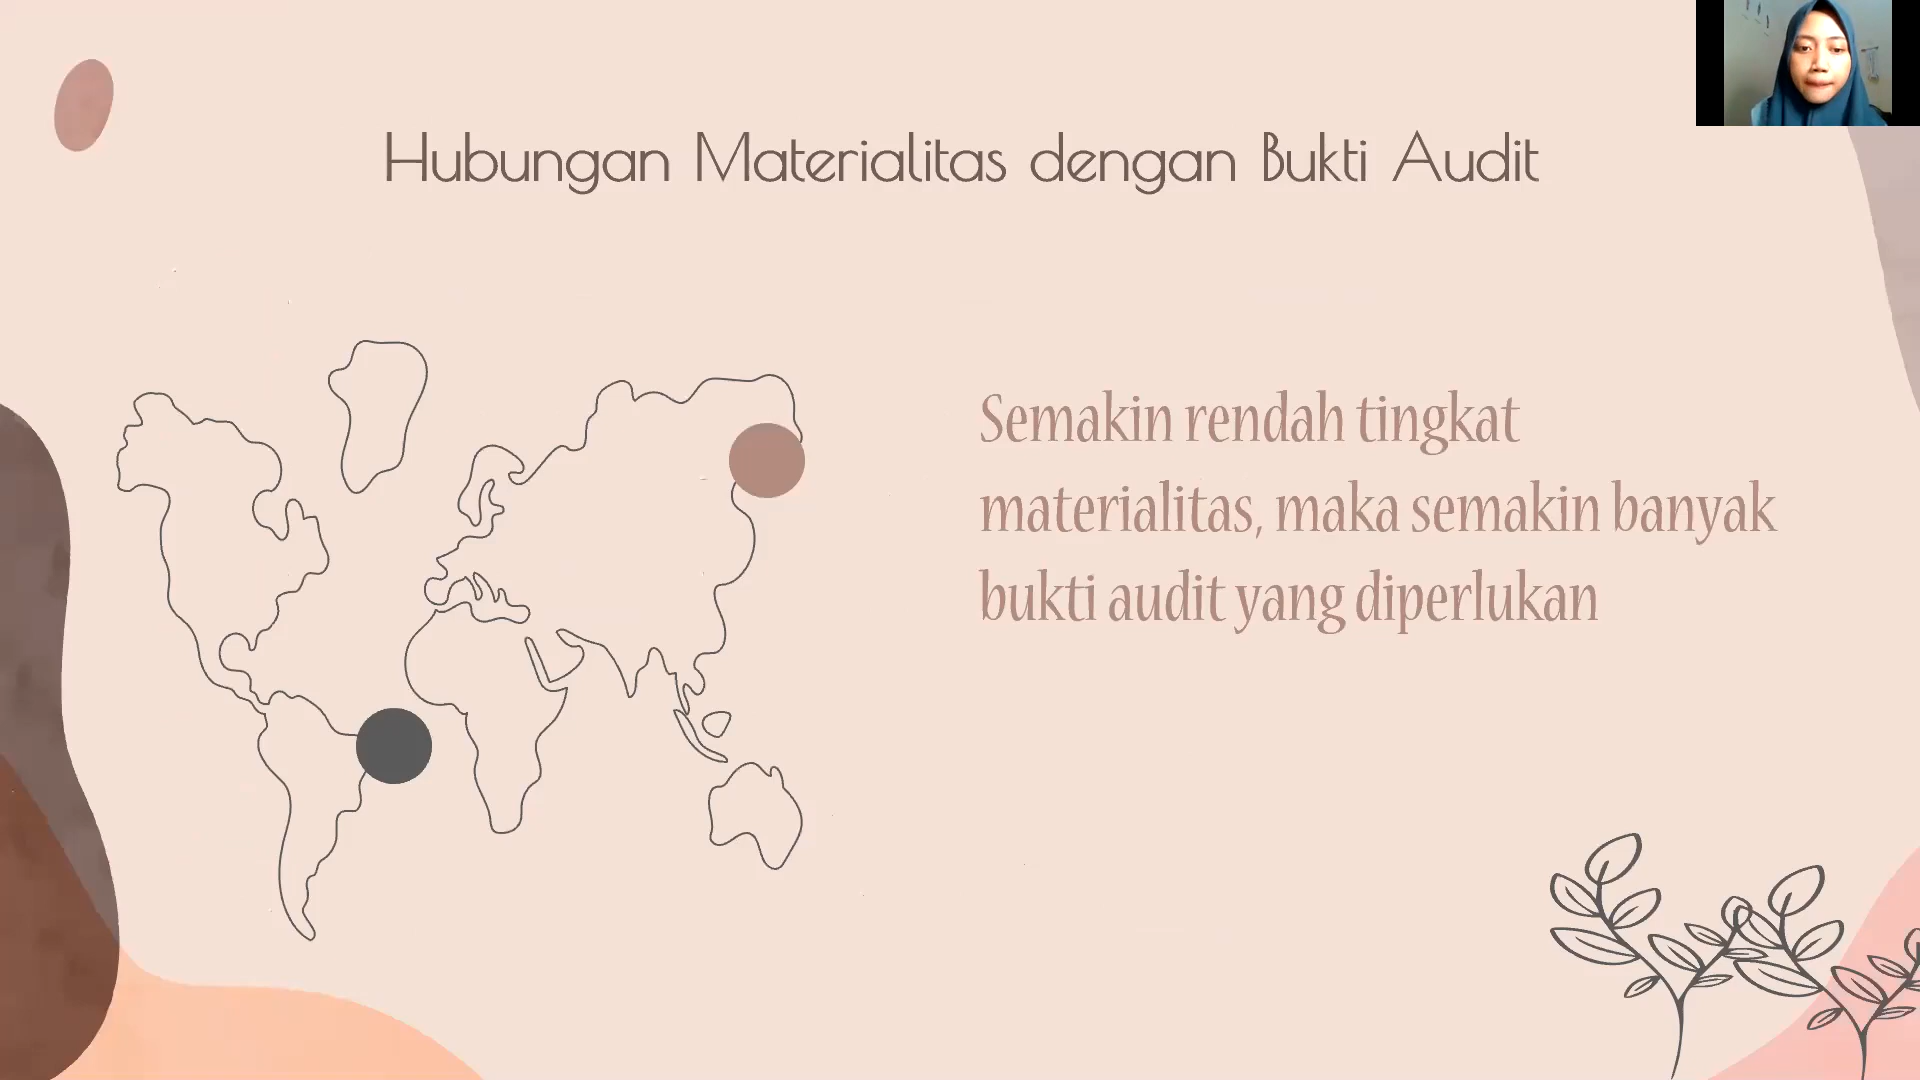 Hubungan Materialitas dengan Bukti Audit
Semakin rendah tingkat
materialitas, maka semakin banyak
bukti audit yang diperlukan